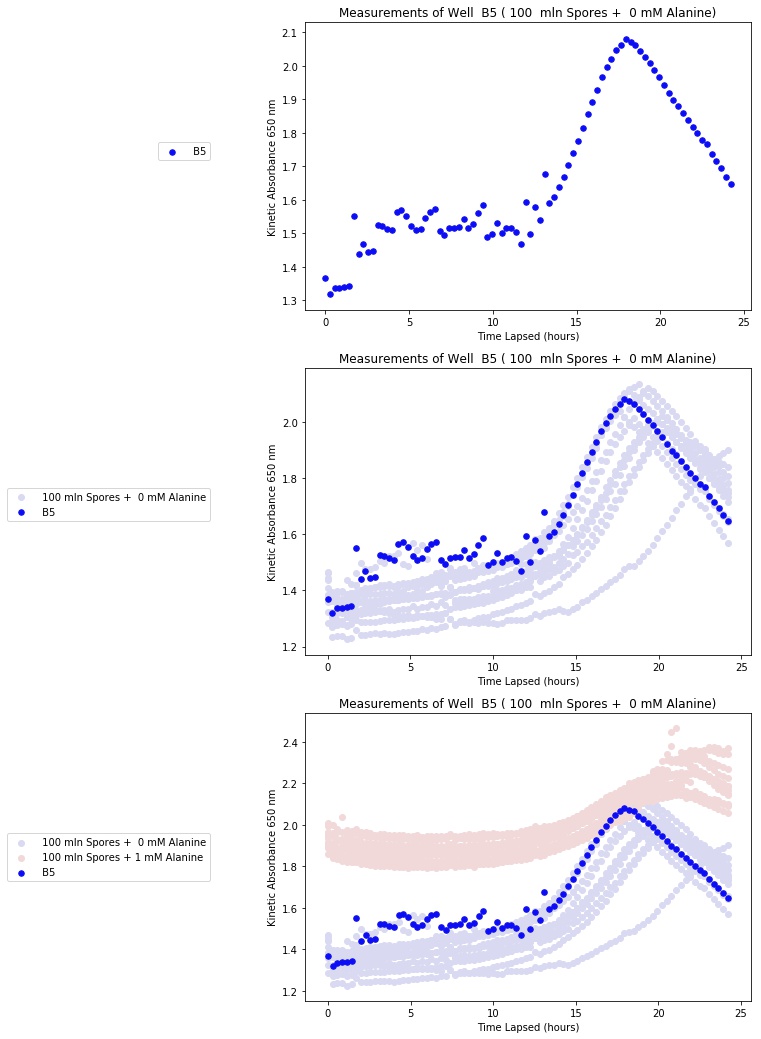 Measurements of Well  B5 ( 100  mln Spores +  0 mM Alanine)
2.1
2.0
1.9
1.8
1.7
1.6
1.5
1.4
1.3
Kinetic Absorbance 650 nm
B5
0 5 10 15 20 25
Time Lapsed (hours)
Measurements of Well  B5 ( 100  mln Spores +  0 mM Alanine)
2.0
1.8
1.6
1.4
1.2
Kinetic Absorbance 650 nm
100 mln Spores +  0 mM Alanine
B5
0 5 10 15 20 25
Time Lapsed (hours)
Measurements of Well  B5 ( 100  mln Spores +  0 mM Alanine)
2.4
2.2
2.0
1.8
1.6
1.4
1.2
Kinetic Absorbance 650 nm
100 mln Spores +  0 mM Alanine
100 mln Spores + 1 mM Alanine
B5
0 5 10 15 20 25
Time Lapsed (hours)